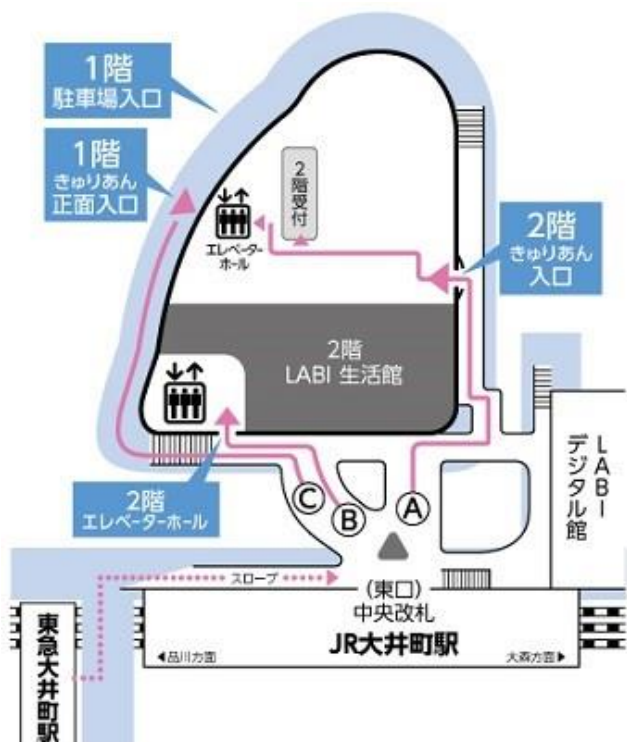 1階
駐車場入口
1階
きゅりあん
正面入口
2階受付
エレベーター
ホール
2階
きゅりあん
入口
2階
LABI 生活館
2階
エレベーターホール
C
B
A
LABI
デジタル館
スロープ
(東口)
中央改札
JR大井町駅
◀品川方面
大森方面▶
東急大井町駅